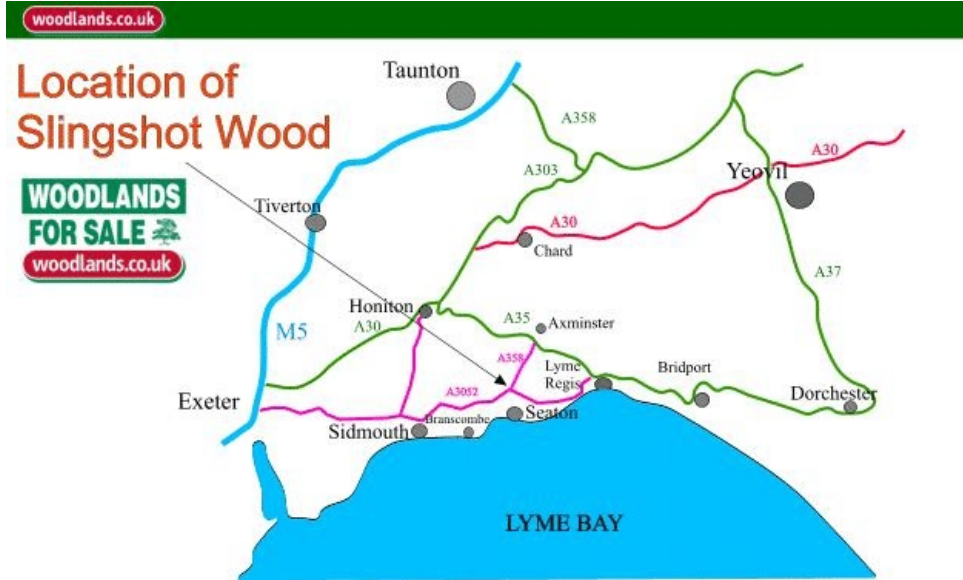 woodlands.co.uk
Location of
Slingshot Wood
WOODLANDS
FOR SALE
woodlands.co.uk
Taunton
A358
A303
A30
Yeovil
Tiverton
A30
Chard
A37
M5
Honiton
A30
A35
Axminster
A358
Lyme
Regis
Bridport
A3052
Dorchester
Exeter
Sidmouth
Branscombe
Seaton
LYME BAY